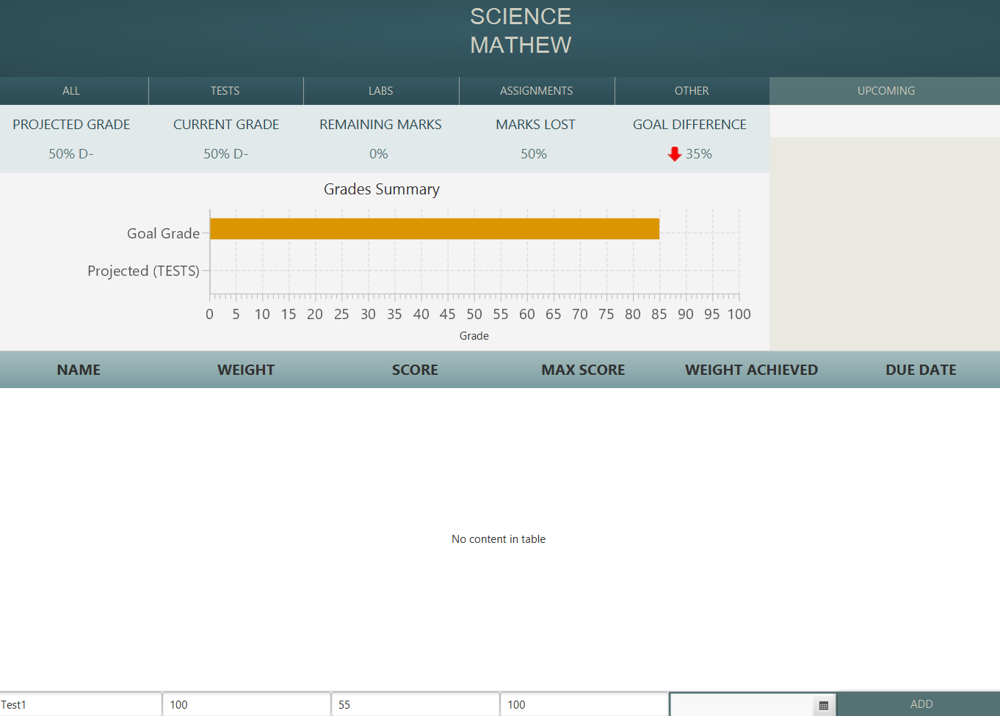 SCIENCE
MATHEW
ALL TESTS LABS ASSIGNMENTS OTHER UPCOMING
PROJECTED GRADE CURRENT GRADE REMAINING MARKS MARKS LOST GOAL DIFFERENCE
50% D- 50% D- 0% 50% 35%
Grades Summary
Goal Grade
Projected (TESTS)
0 5 10 15 20 25 30 35 40 45 50 55 60 65 70 75 80 85 90 95 100
Grade
NAME WEIGHT SCORE MAX SCORE WEIGHT ACHIEVED DUE DATE
No content in table
Test1 100 55 100 ADD